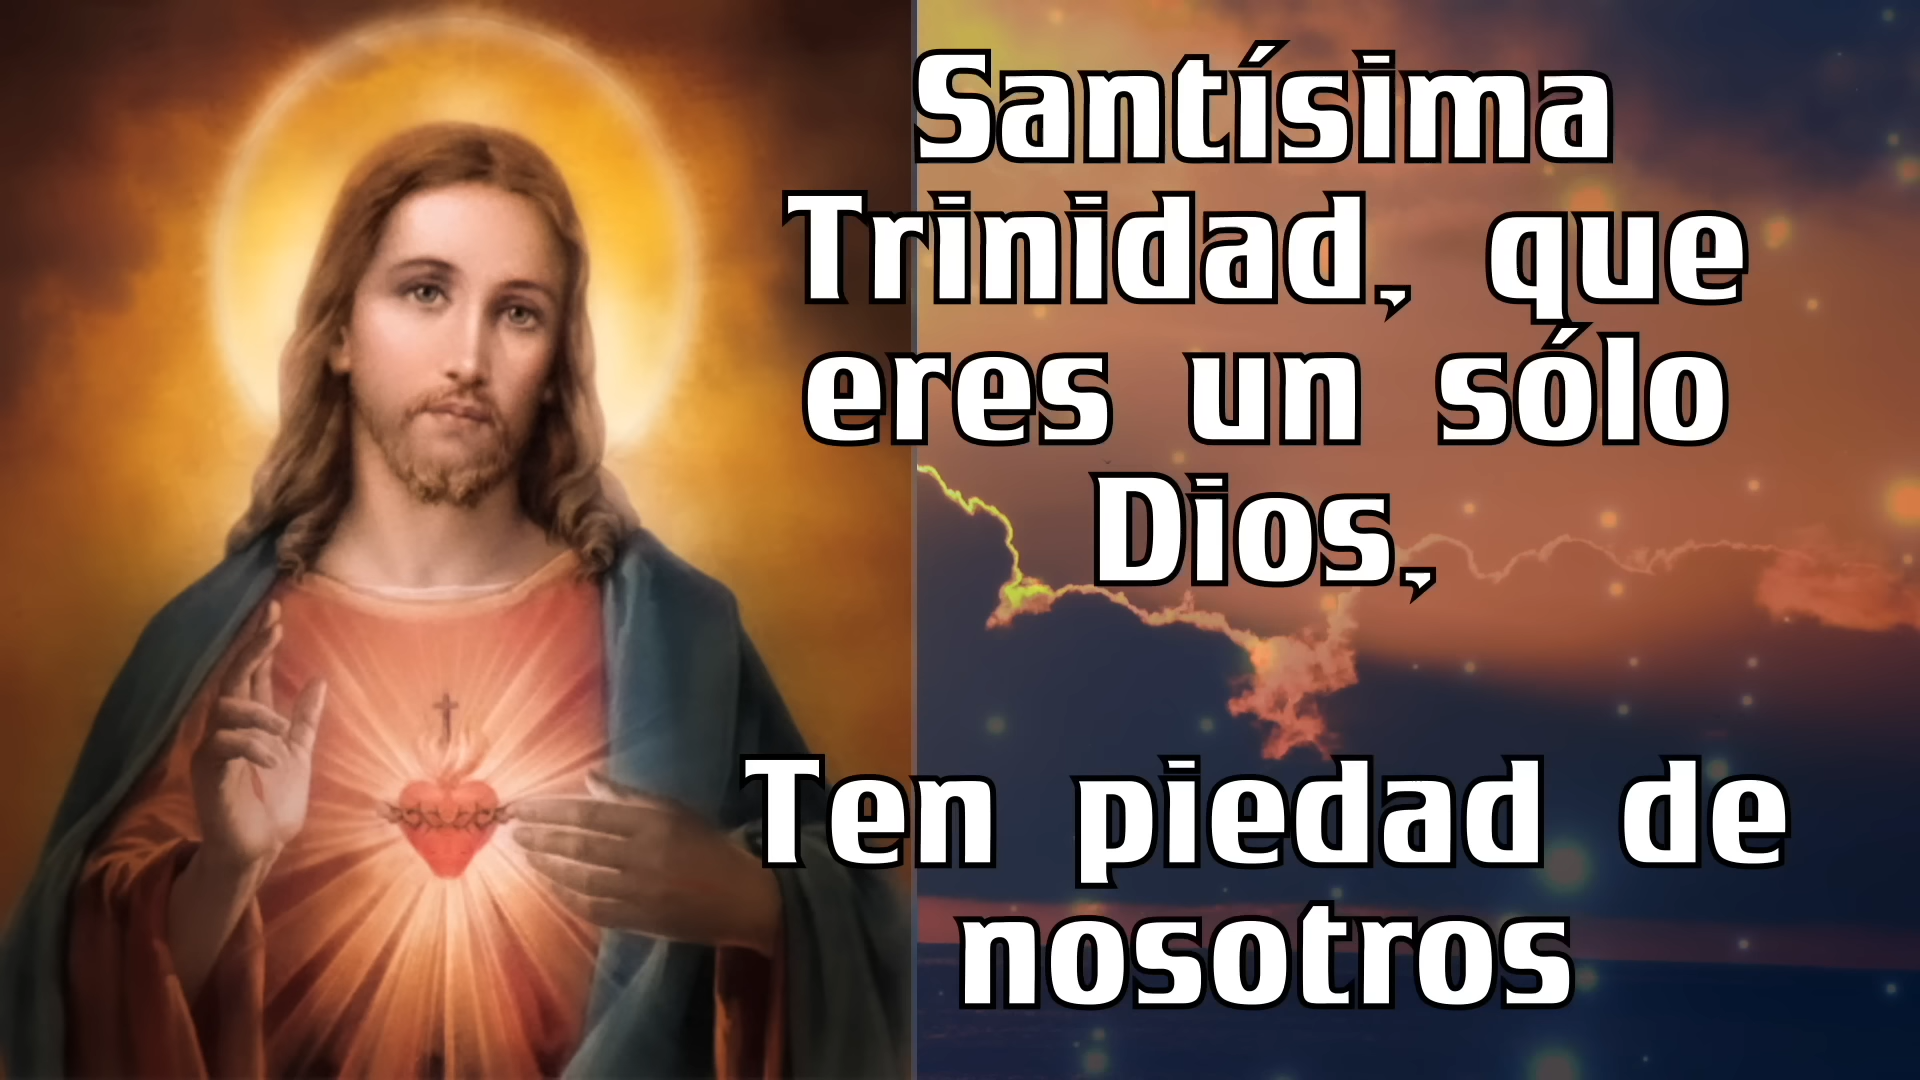 Santísima
Trinidad, que
eres un sólo
Dios,
Ten piedad de
nosotros